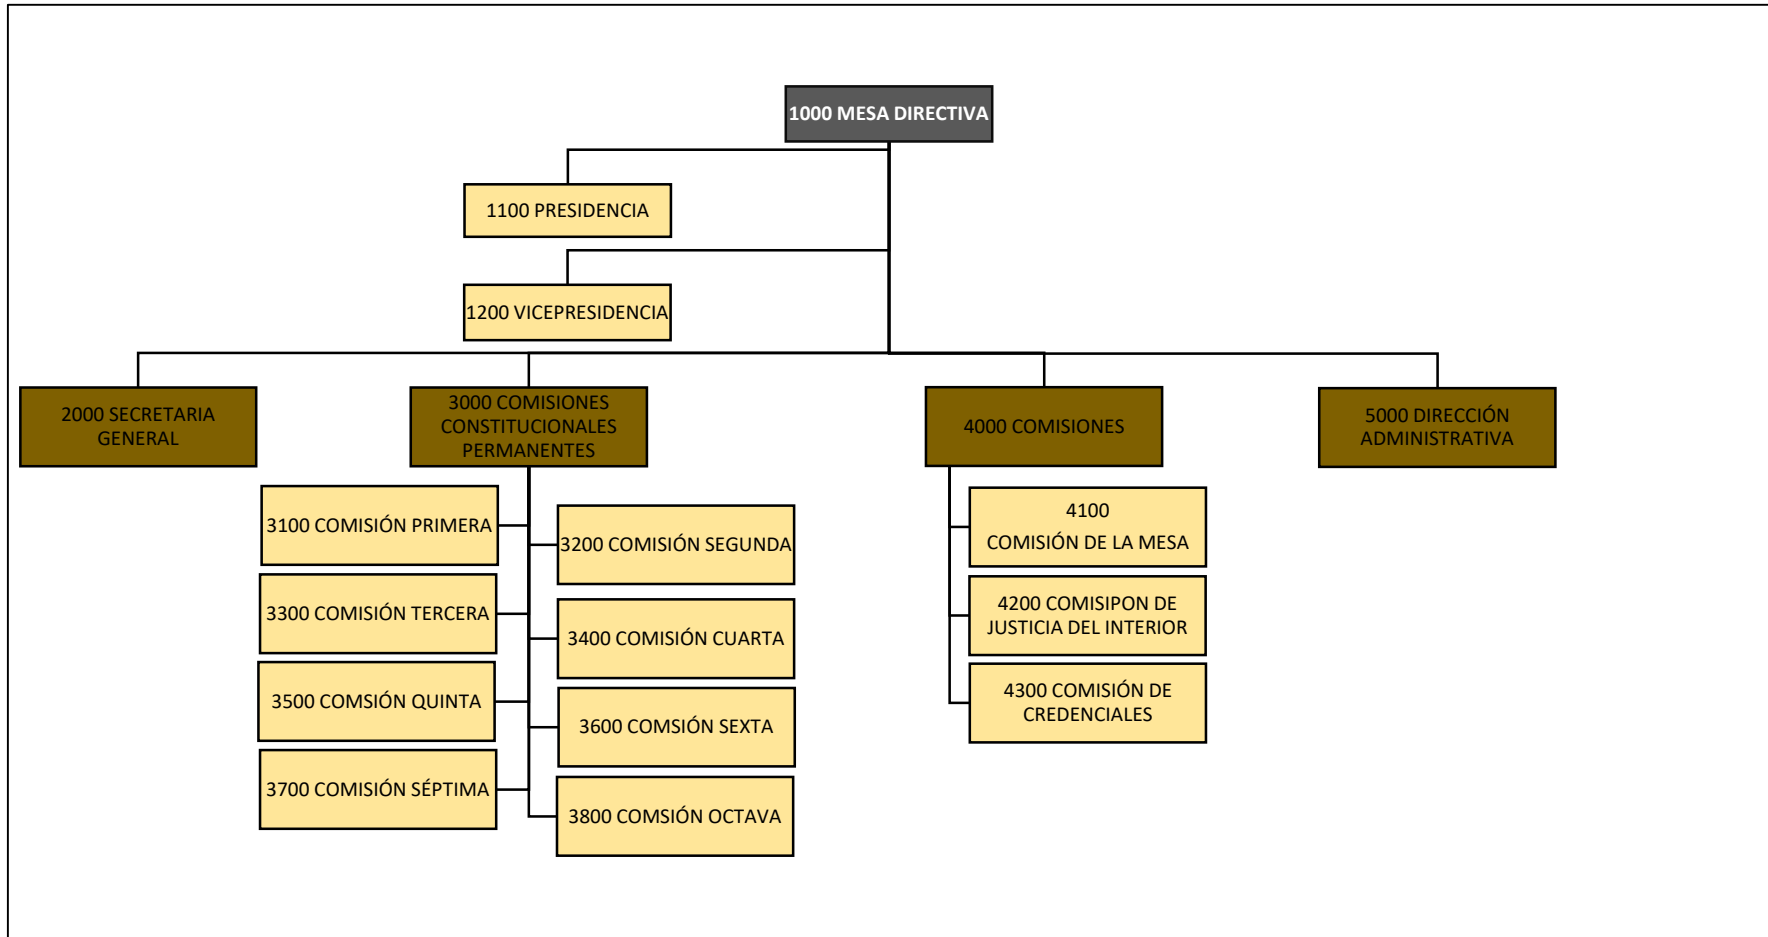 1000 MESA DIRECTIVA
1100 PRESIDENCIA
1200 VICEPRESIDENCIA
2000 SECRETARIA
GENERAL
3000 COMISIONES
CONSTITUCIONALES
PERMANENTES
4000 COMISIONES
5000 DIRECCIÓN
ADMINISTRATIVA
3100 COMISIÓN PRIMERA
3200 COMISIÓN SEGUNDA
3300 COMISIÓN TERCERA
3400 COMISIÓN CUARTA
3500 COMSIÓN QUINTA
3600 COMSIÓN SEXTA
3700 COMISIÓN SÉPTIMA
3800 COMSIÓN OCTAVA
4100
COMISIÓN DE LA MESA
4200 COMISIPON DE
JUSTICIA DEL INTERIOR
4300 COMISIÓN DE
CREDENCIALES